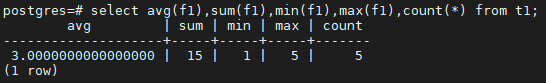 postgres=# select avg(f1),sum(f1),min(f1),max(f1),count(*) from t1;
        avg         | sum | min | max | count
--------------------+-----+-----+-----+-------
 3.0000000000000000 |  15 |   1 |   5 |     5
(1 row)